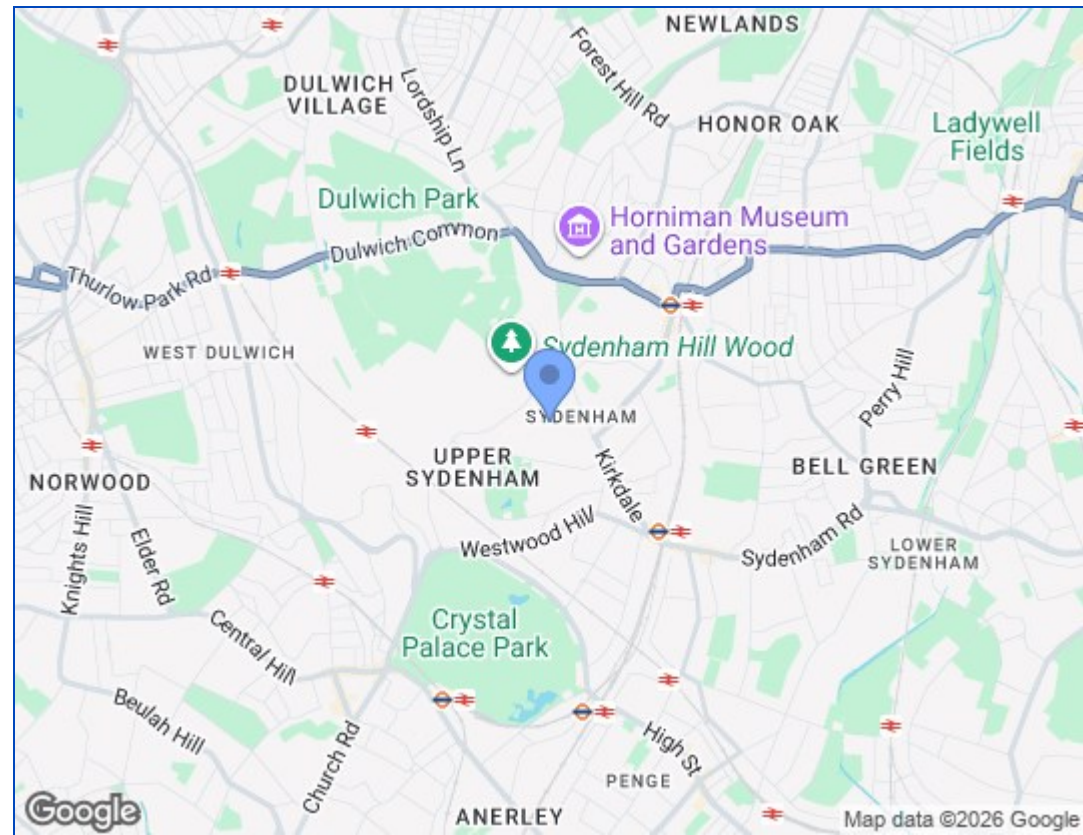 NEWLANDS
DULWICH
VILLAGE
Lordship Ln
Forest Hill Rd
HONOR OAK
Ladywell
Fields
Dulwich Park
Horniman Museum
and Gardens
Dulwich Common
Thurlow Park Rd
WEST DULWICH
Sydenham Hill Wood
SYDENHAM
Perry Hill
UPPER
SYDENHAM
BELL GREEN
Kirkdale
NORWOOD
Knights Hill
Elder Rd
Westwood Hill
Sydenham Rd
LOWER
SYDENHAM
Crystal
Palace Park
Central Hill
Beulah Hill
Church Rd
High St
PENGE
ANERLEY
Google
Map data ©2026 Google